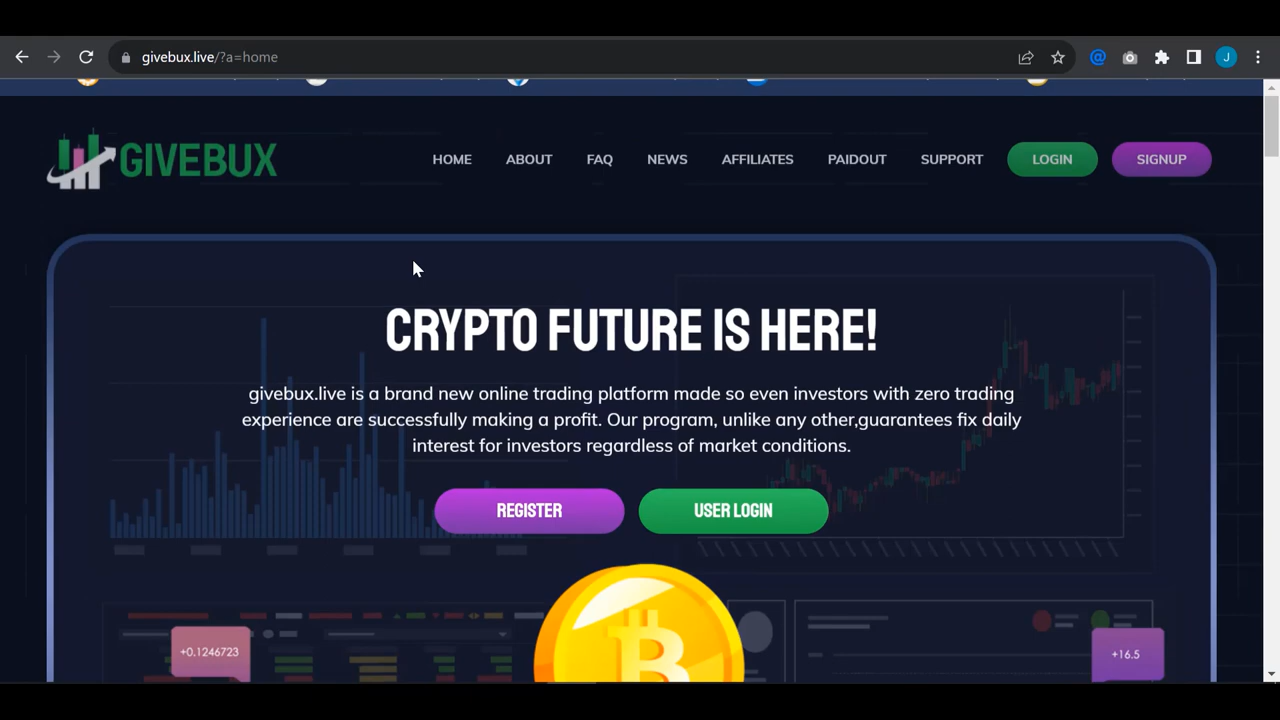 givebux.live/?a=home
J
GIVEBUX
HOME
ABOUT
FAQ
NEWS
AFFILIATES
PAIDOUT
SUPPORT
LOGIN
SIGNUP
CRYPTO FUTURE IS HERE!
givebux.live is a brand new online trading platform made so even investors with zero trading
experience are successfully making a profit. Our program, unlike any other,guarantees fix daily
interest for investors regardless of market conditions.
REGISTER
USER LOGIN
+0.1246723
+16.5